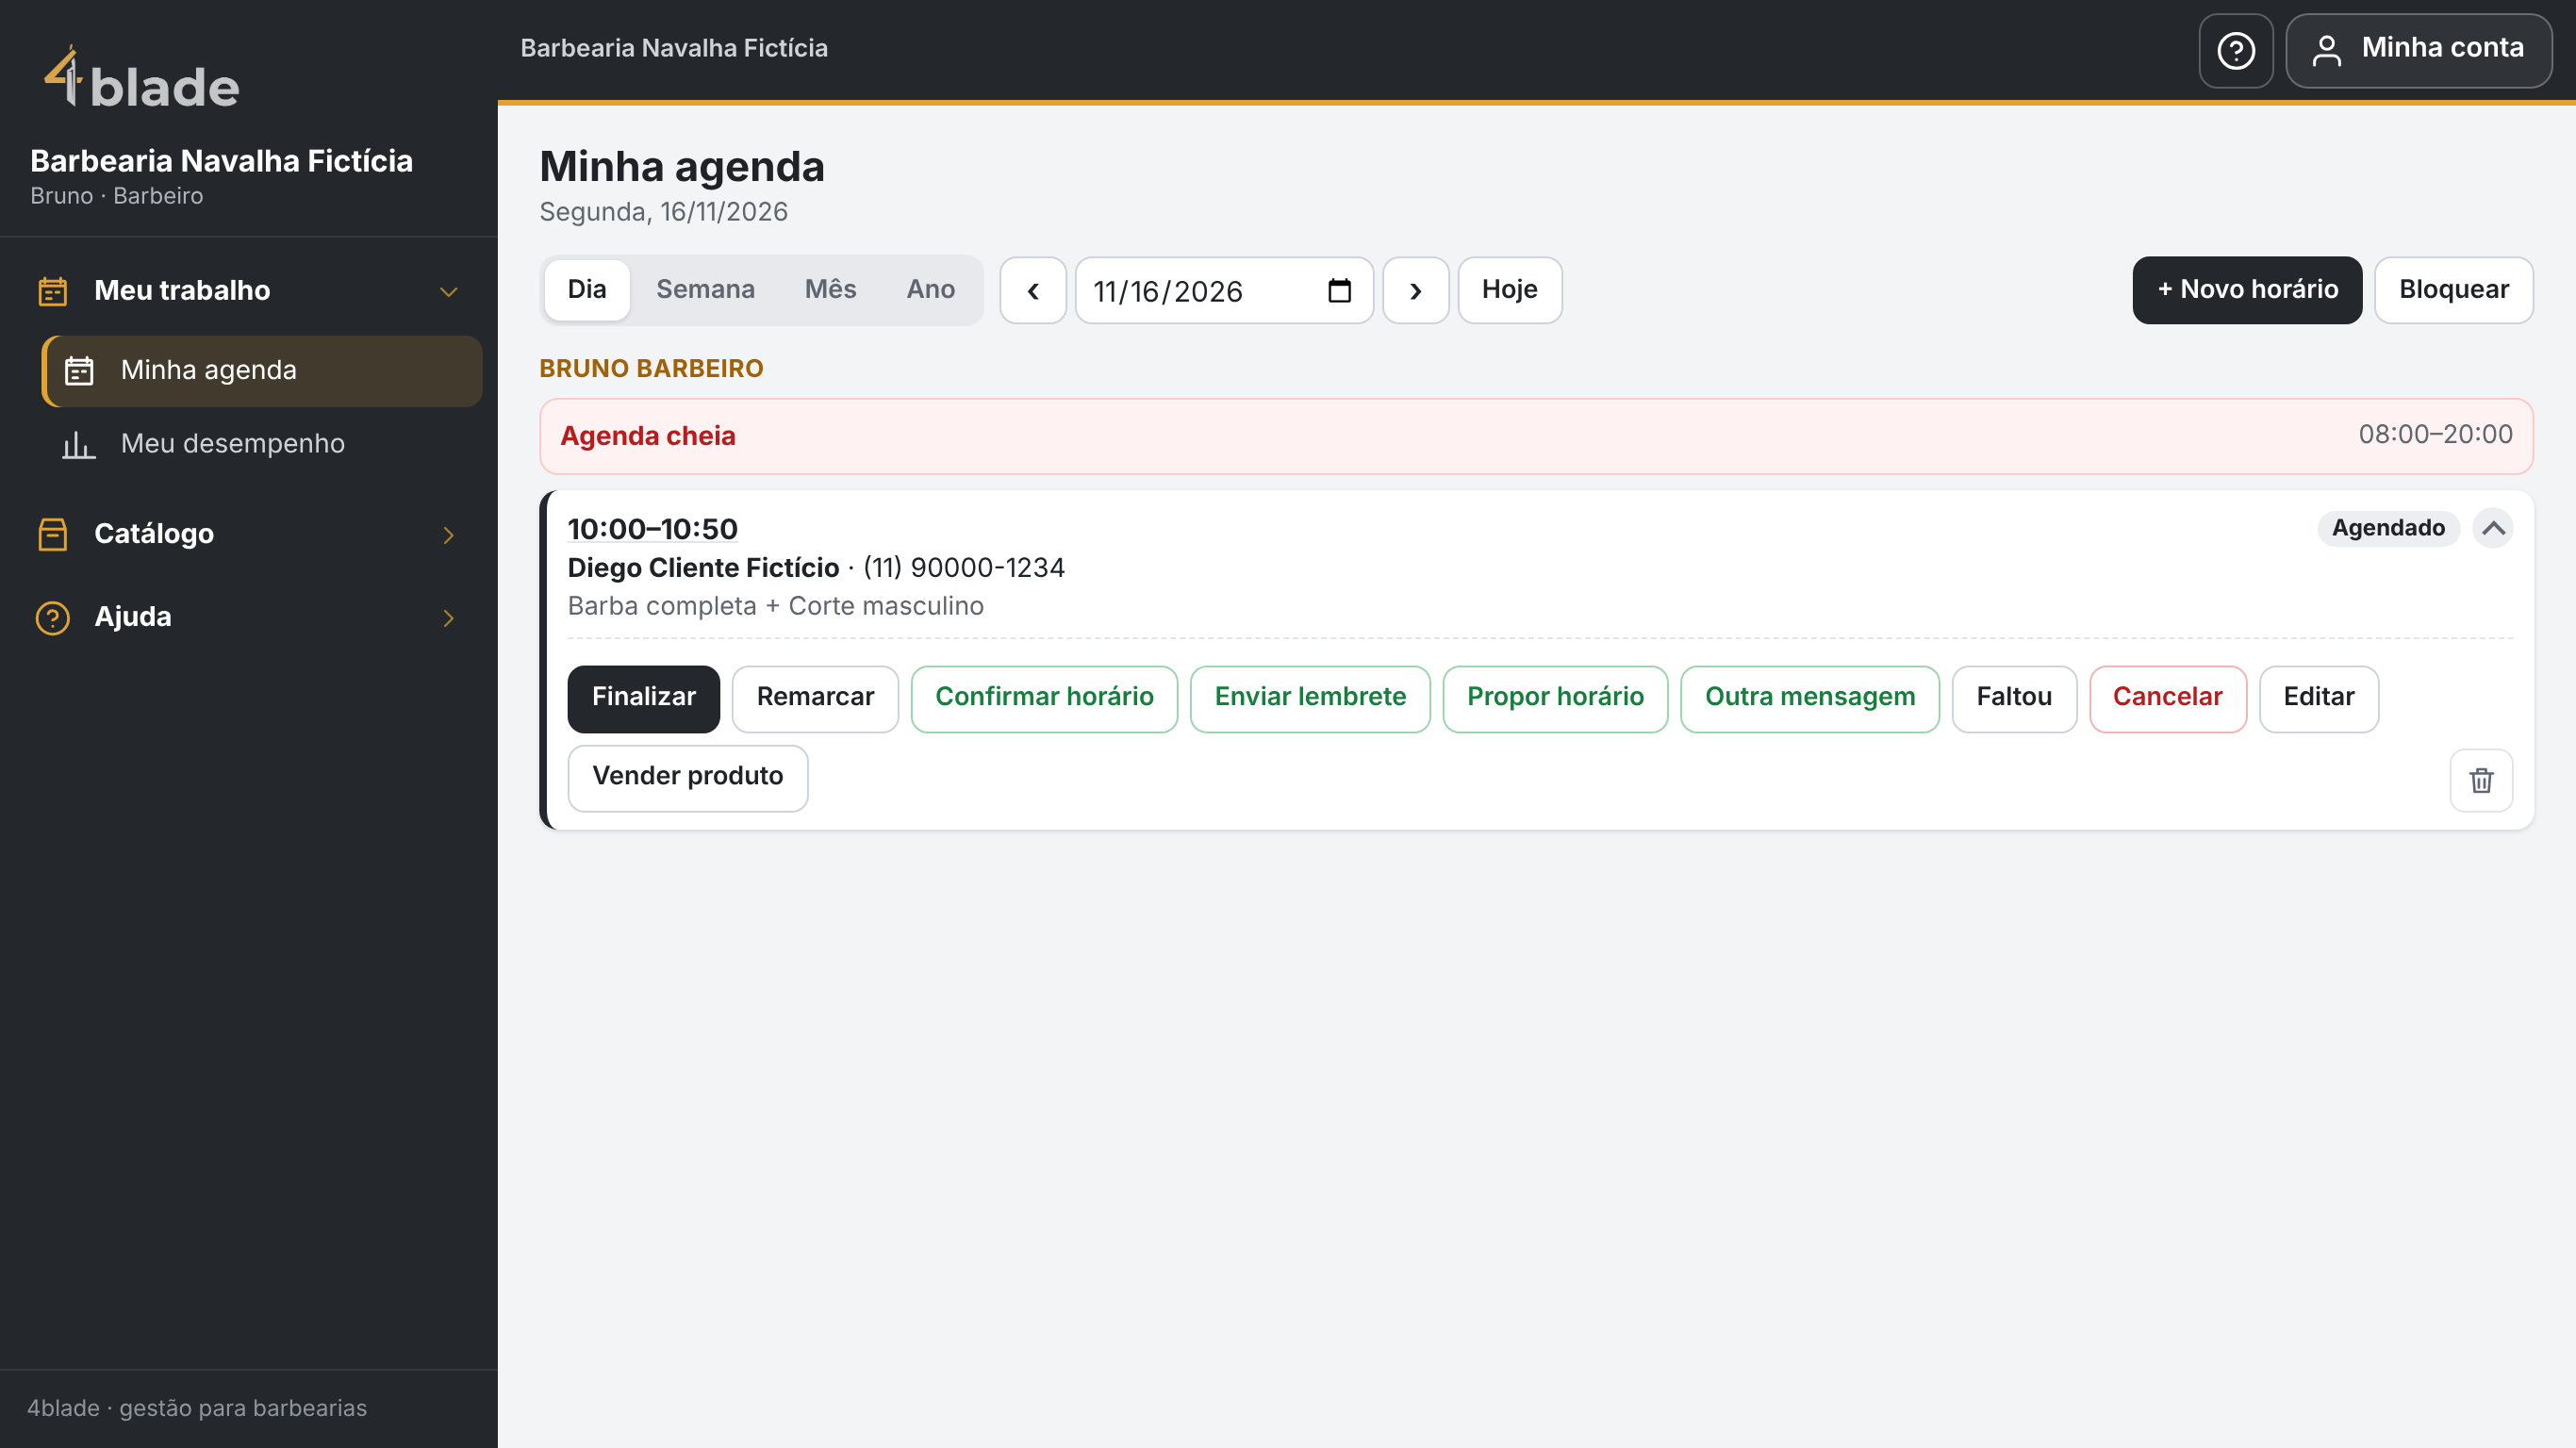 4blade
Barbearia Navalha Fictícia
Bruno · Barbeiro
Meu trabalho
Minha agenda
Meu desempenho
Catálogo
Ajuda
4blade · gestão para barbearias
Barbearia Navalha Fictícia
Minha conta
Minha agenda
Segunda, 16/11/2026
Dia Semana Mês Ano ‹ 11/16/2026 › Hoje + Novo horário Bloquear
BRUNO BARBEIRO
Agenda cheia 08:00–20:00
10:00–10:50 Agendado
Diego Cliente Fictício · (11) 90000-1234
Barba completa + Corte masculino
Finalizar Remarcar Confirmar horário Enviar lembrete Propor horário Outra mensagem Faltou Cancelar Editar
Vender produto